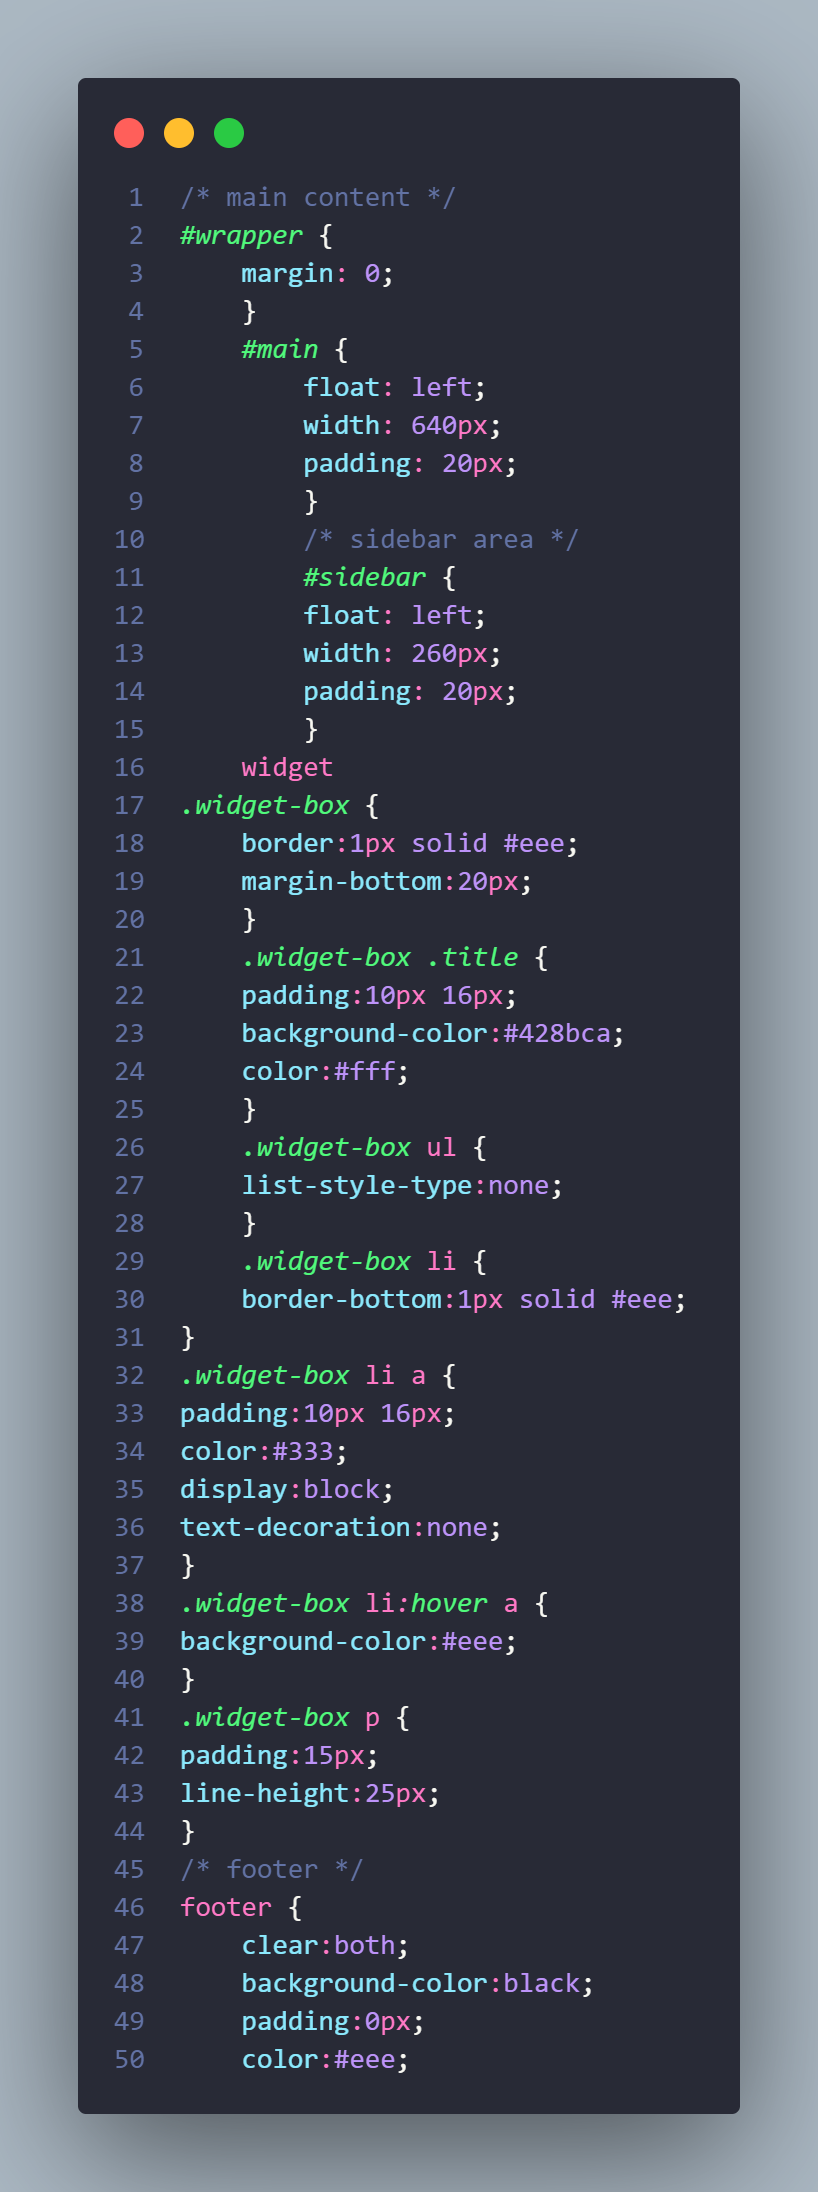 1 /* main content */
2 #wrapper {
3     margin: 0;
4     }
5     #main {
6         float: left;
7         width: 640px;
8         padding: 20px;
9         }
10         /* sidebar area */
11         #sidebar {
12         float: left;
13         width: 260px;
14         padding: 20px;
15         }
16     widget
17 .widget-box {
18     border:1px solid #eee;
19     margin-bottom:20px;
20     }
21     .widget-box .title {
22     padding:10px 16px;
23     background-color:#428bca;
24     color:#fff;
25     }
26     .widget-box ul {
27     list-style-type:none;
28     }
29     .widget-box li {
30     border-bottom:1px solid #eee;
31 }
32 .widget-box li a {
33 padding:10px 16px;
34 color:#333;
35 display:block;
36 text-decoration:none;
37 }
38 .widget-box li:hover a {
39 background-color:#eee;
40 }
41 .widget-box p {
42 padding:15px;
43 line-height:25px;
44 }
45 /* footer */
46 footer {
47     clear:both;
48     background-color:black;
49     padding:0px;
50     color:#eee;